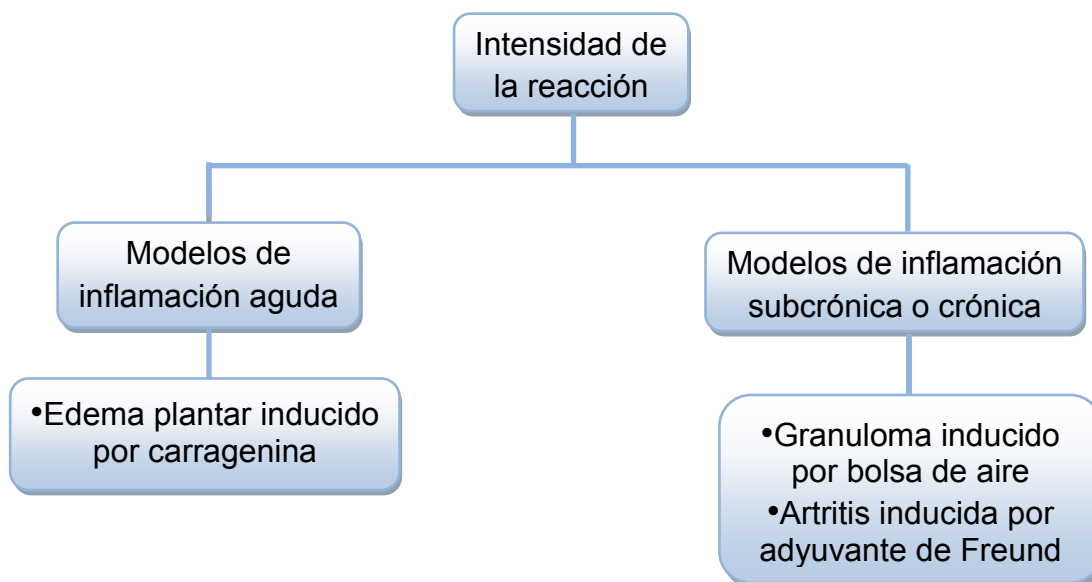 Intensidad de
la reacción
Modelos de
inflamación aguda
Modelos de inflamación
subcrónica o crónica
•Edema plantar inducido
por carragenina
•Granuloma inducido
por bolsa de aire
•Artritis inducida por
adyuvante de Freund